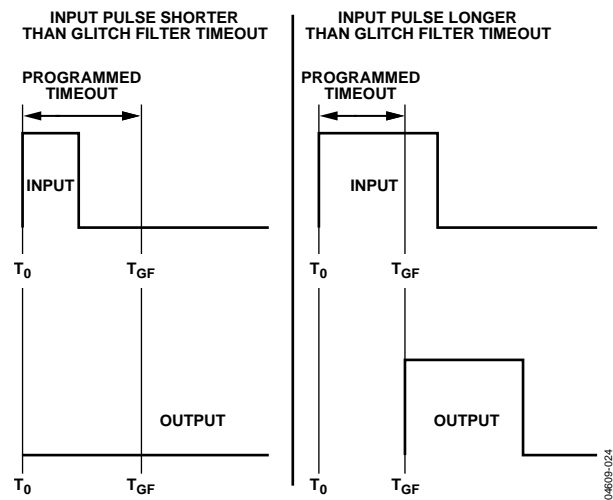 INPUT PULSE SHORTER
THAN GLITCH FILTER TIMEOUT
PROGRAMMED
TIMEOUT
INPUT
T0
TGF
OUTPUT
T0
TGF
INPUT PULSE LONGER
THAN GLITCH FILTER TIMEOUT
PROGRAMMED
TIMEOUT
INPUT
T0
TGF
OUTPUT
T0
TGF
04609-024